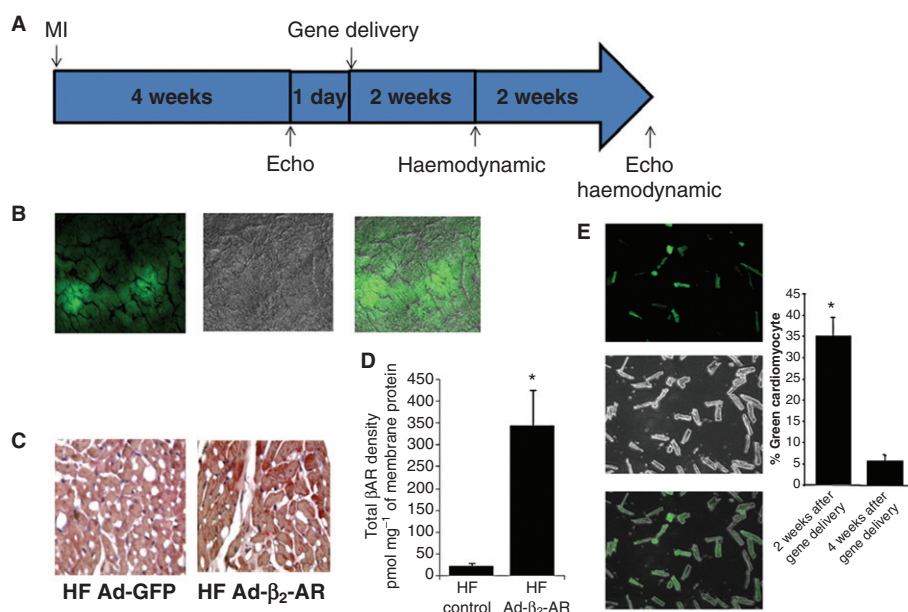 A
MI
Gene delivery
4 weeks
1 day
2 weeks
2 weeks
Echo
Haemodynamic
Echo
haemodynamic
B
C
HF Ad-GFP
HF Ad-β₂-AR
D
Total βAR density
pmol mg⁻¹ of membrane protein
450
400
350
300
250
200
150
100
50
0
*
HF
control
HF
Ad-β₂-AR
E
% Green cardiomyocyte
45
40
35
30
25
20
15
10
5
0
*
2 weeks after
gene delivery
4 weeks after
gene delivery